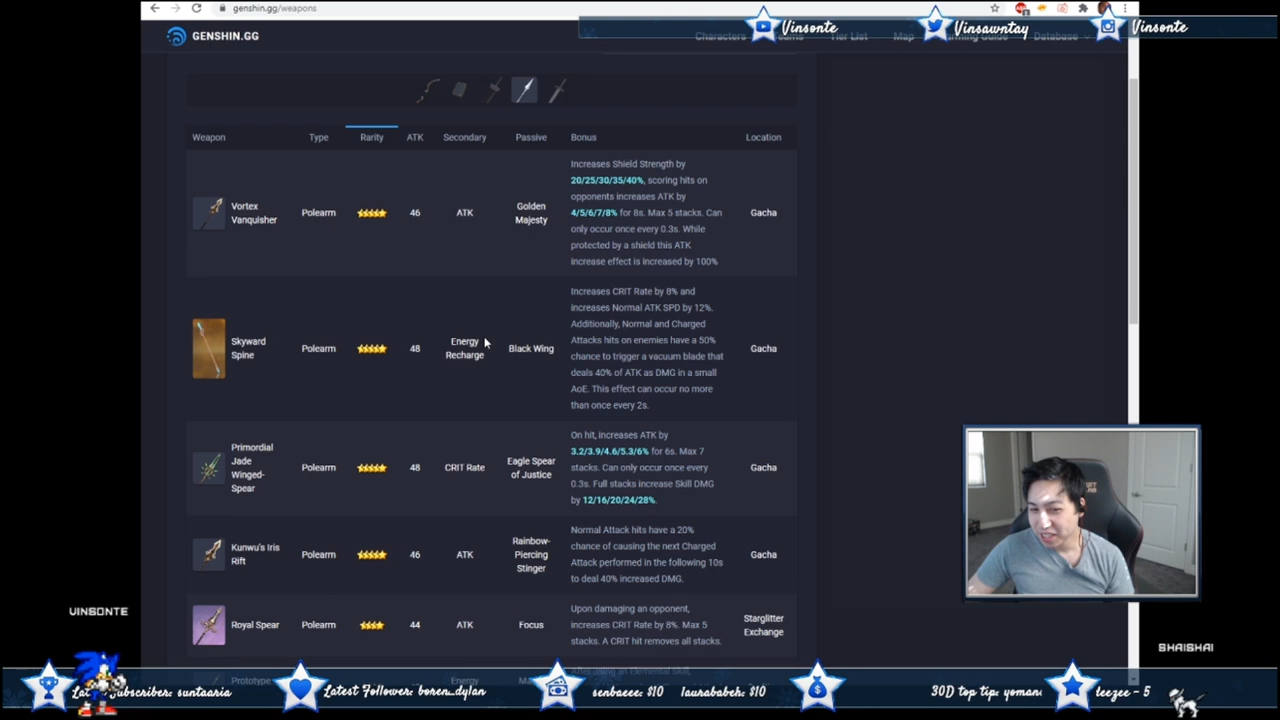 genshin.gg/weapons
Vinsonte
Vinsawntay
Vinsonte
GENSHIN.GG
Characters
Tier List
Map
Database
Weapon Type Rarity ATK Secondary Passive Bonus Location
Vortex
Vanquisher
Polearm
46
ATK
Golden
Majesty
Increases Shield Strength by
20/25/30/35/40%, scoring hits on
opponents increases ATK by
4/5/6/7/8% for 8s. Max 5 stacks. Can
only occur once every 0.3s. While
protected by a shield this ATK
increase effect is increased by 100%
Gacha
Skyward
Spine
Polearm
48
Energy
Recharge
Black Wing
Increases CRIT Rate by 8% and
increases Normal ATK SPD by 12%.
Additionally, Normal and Charged
Attacks hits on enemies have a 50%
chance to trigger a vacuum blade that
deals 40% of ATK as DMG in a small
AoE. This effect can occur no more
than once every 2s.
Gacha
Primordial
Jade
Winged-
Spear
Polearm
48
CRIT Rate
Eagle Spear
of Justice
On hit, increases ATK by
3.2/3.9/4.6/5.3/6% for 6s. Max 7
stacks. Can only occur once every
0.3s. Full stacks increase Skill DMG
by 12/16/20/24/28%.
Gacha
Kunwu's Iris
Rift
Polearm
46
ATK
Rainbow-
Piercing
Stinger
Normal Attack hits have a 20%
chance of causing the next Charged
Attack performed in the following 10s
to deal 40% increased DMG.
Gacha
Royal Spear
Polearm
44
ATK
Focus
Upon damaging an opponent,
increases CRIT Rate by 8%. Max 5
stacks. A CRIT hit removes all stacks.
Starglitter
Exchange
Prototype
Energy
After using an Elemental Skill,
VINSONTE
SHAISHAI
Subscriber: suntaaria
Latest Follower: boren_dylan
senbaeee: $10 laurababeh: $10
30D top tip: yoman
leezee - 5